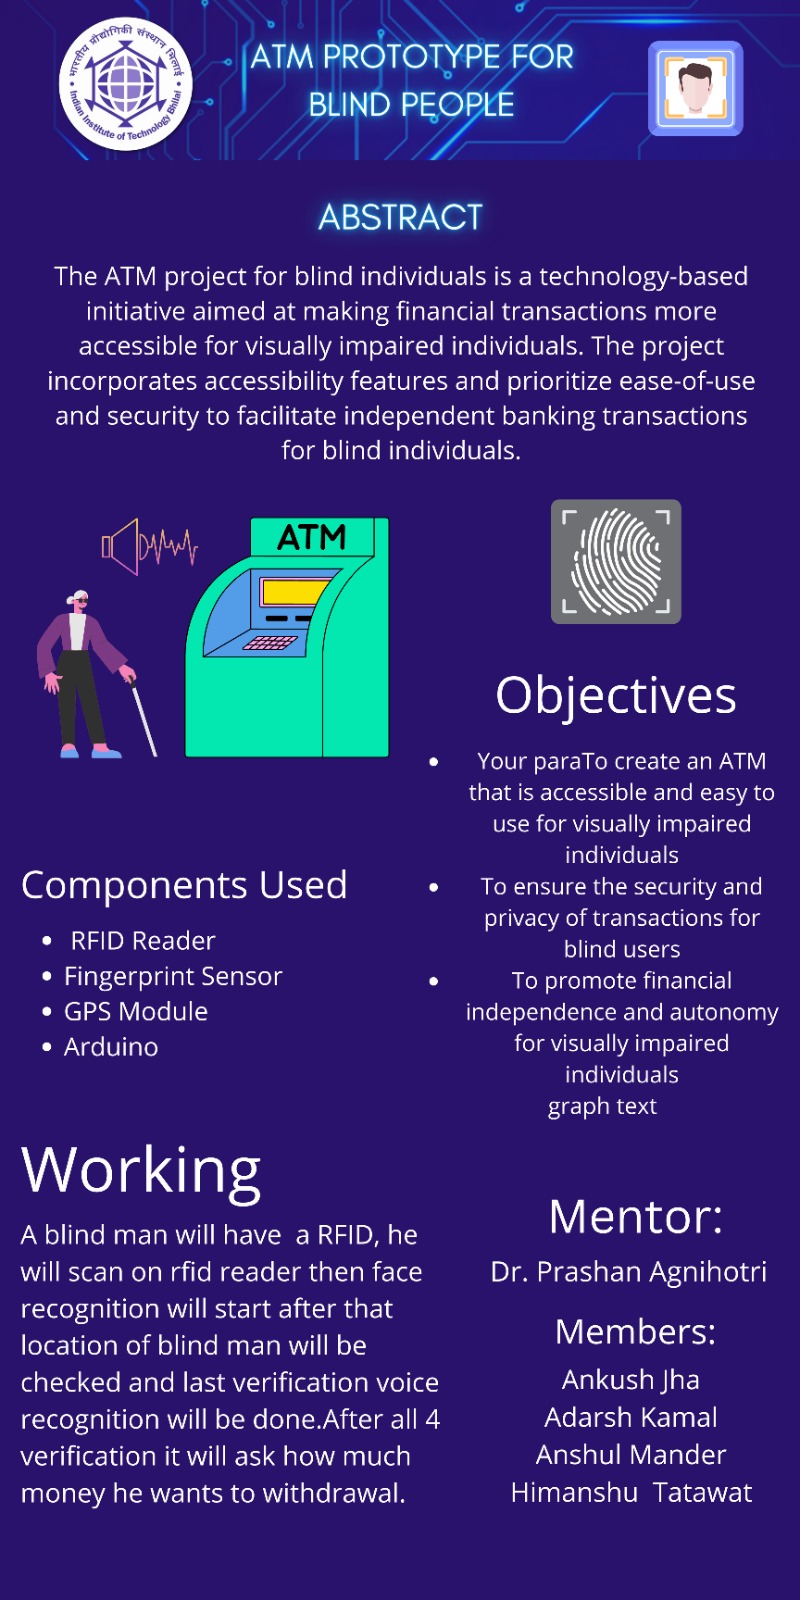 भारतीय प्रौद्योगिकी संस्थान भिलाई
Indian Institute of Technology Bhilai
ATM PROTOTYPE FOR
BLIND PEOPLE
ABSTRACT
The ATM project for blind individuals is a technology-based
initiative aimed at making financial transactions more
accessible for visually impaired individuals. The project
incorporates accessibility features and prioritize ease-of-use
and security to facilitate independent banking transactions
for blind individuals.
ATM
Components Used
• RFID Reader
• Fingerprint Sensor
• GPS Module
• Arduino
Working
A blind man will have  a RFID, he
will scan on rfid reader then face
recognition will start after that
location of blind man will be
checked and last verification voice
recognition will be done.After all 4
verification it will ask how much
money he wants to withdrawal.
Objectives
• Your paraTo create an ATM
that is accessible and easy to
use for visually impaired
individuals
• To ensure the security and
privacy of transactions for
blind users
• To promote financial
independence and autonomy
for visually impaired
individuals
graph text
Mentor:
Dr. Prashan Agnihotri
Members:
Ankush Jha
Adarsh Kamal
Anshul Mander
Himanshu  Tatawat